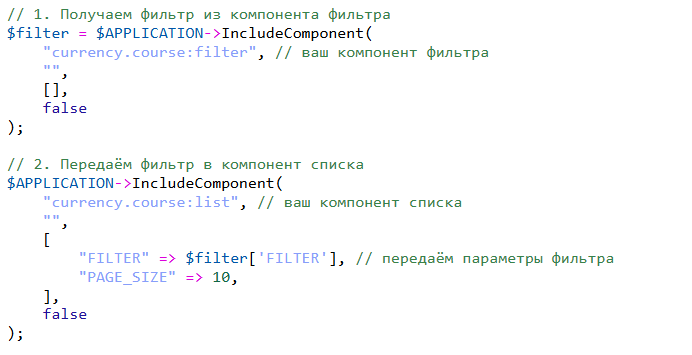 // 1. Получаем фильтр из компонента фильтра
$filter = $APPLICATION->IncludeComponent(
    "currency.course:filter", // ваш компонент фильтра
    "",
    [],
    false
);

// 2. Передаём фильтр в компонент списка
$APPLICATION->IncludeComponent(
    "currency.course:list", // ваш компонент списка
    "",
    [
        "FILTER" => $filter['FILTER'], // передаём параметры фильтра
        "PAGE_SIZE" => 10,
    ],
    false
);